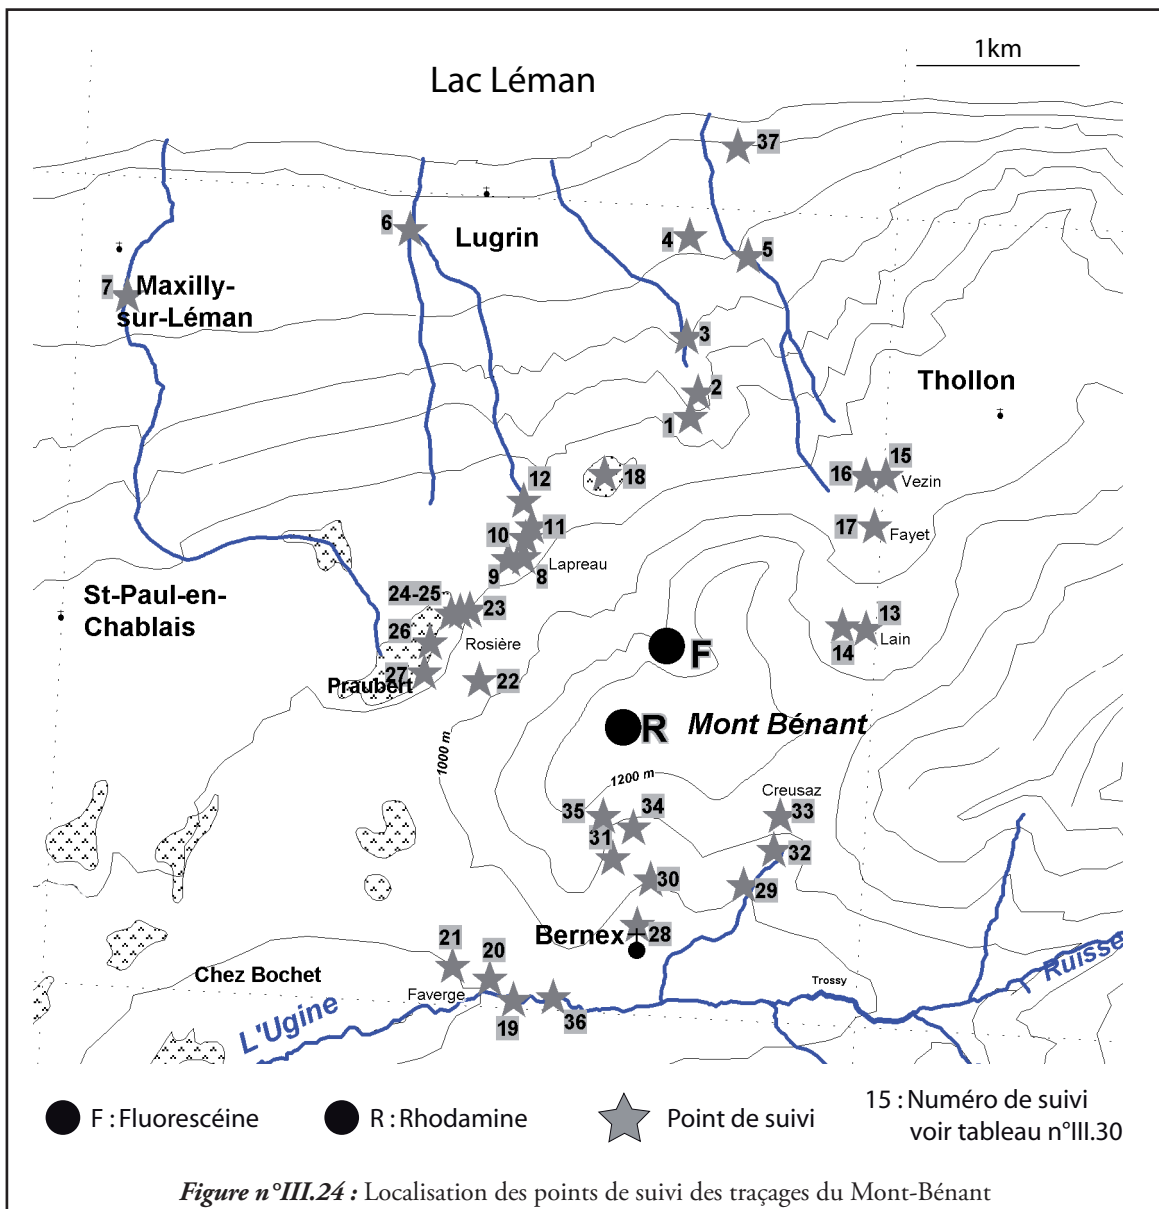 1km
Lac Léman
37
6
Lugrin
4
5
7
Maxilly-
sur-Léman
3
Thollon
2
1
12
18
16
15
Vezin
10
11
17
Fayet
9
8
Lapreau
St-Paul-en-
Chablais
24-25
23
26
Rosière
13
14
Lain
F
27
Praubert
22
R
Mont Bénant
1000 m
1200 m
Creusaz
35
34
33
31
32
30
29
Bernex
28
21
20
Chez Bochet
Faverge
19
36
Trossy
L'Ugine
Ruisse
F : Fluorescéine
R : Rhodamine
Point de suivi
15 : Numéro de suivi
voir tableau n°III.30
Figure n°III.24 : Localisation des points de suivi des traçages du Mont-Bénant